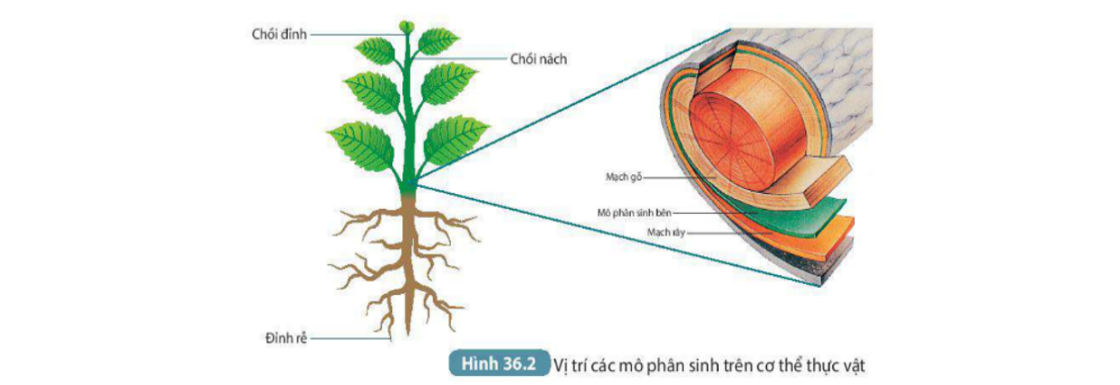 Chồi đỉnh
Chồi nách
Mạch gỗ
Mô phân sinh bên
Mạch rây
Đỉnh rễ
Hình 36.2 Vị trí các mô phân sinh trên cơ thể thực vật